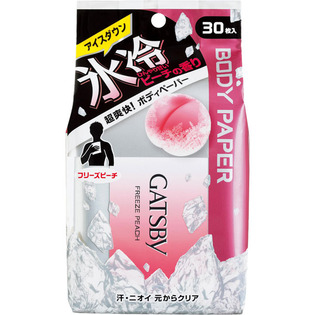 アイスダウン
30枚入
氷冷
ピーチの香り
超爽快! ボディペーパー
BODY PAPER
フリーズピーチ
GATSBY
FREEZE PEACH
汗・ニオイ 元からクリア